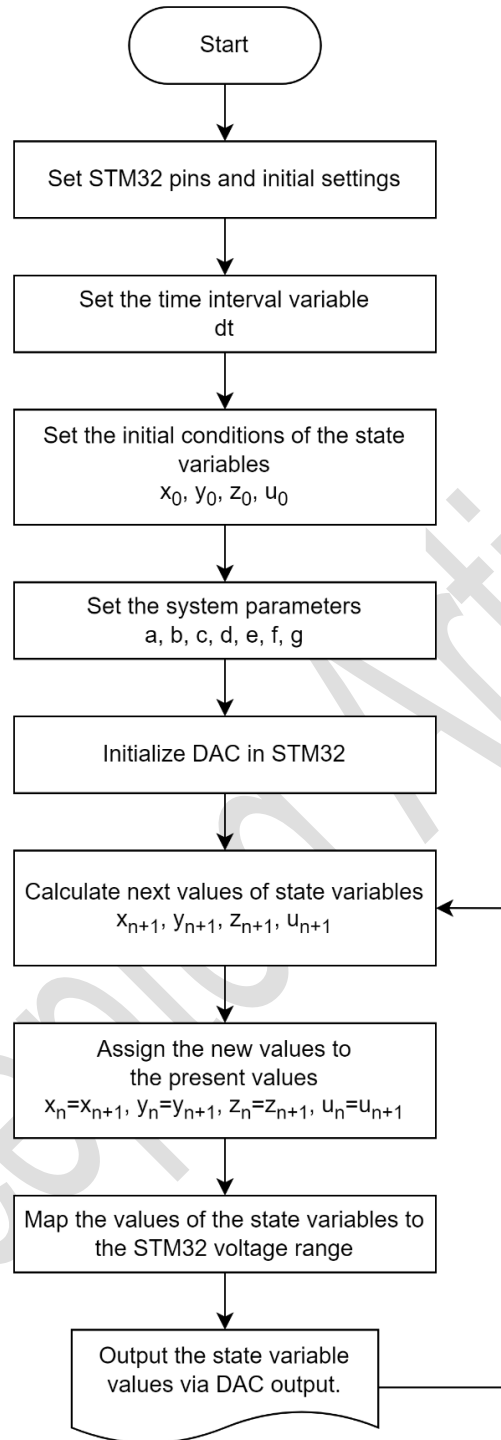 Start
Set STM32 pins and initial settings
Set the time interval variable
dt
Set the initial conditions of the state
variables
x₀, y₀, z₀, u₀
Set the system parameters
a, b, c, d, e, f, g
Initialize DAC in STM32
Calculate next values of state variables
xₙ₊₁, yₙ₊₁, zₙ₊₁, uₙ₊₁
Assign the new values to
the present values
xₙ=xₙ₊₁, yₙ=yₙ₊₁, zₙ=zₙ₊₁, uₙ=uₙ₊₁
Map the values of the state variables to
the STM32 voltage range
Output the state variable
values via DAC output.